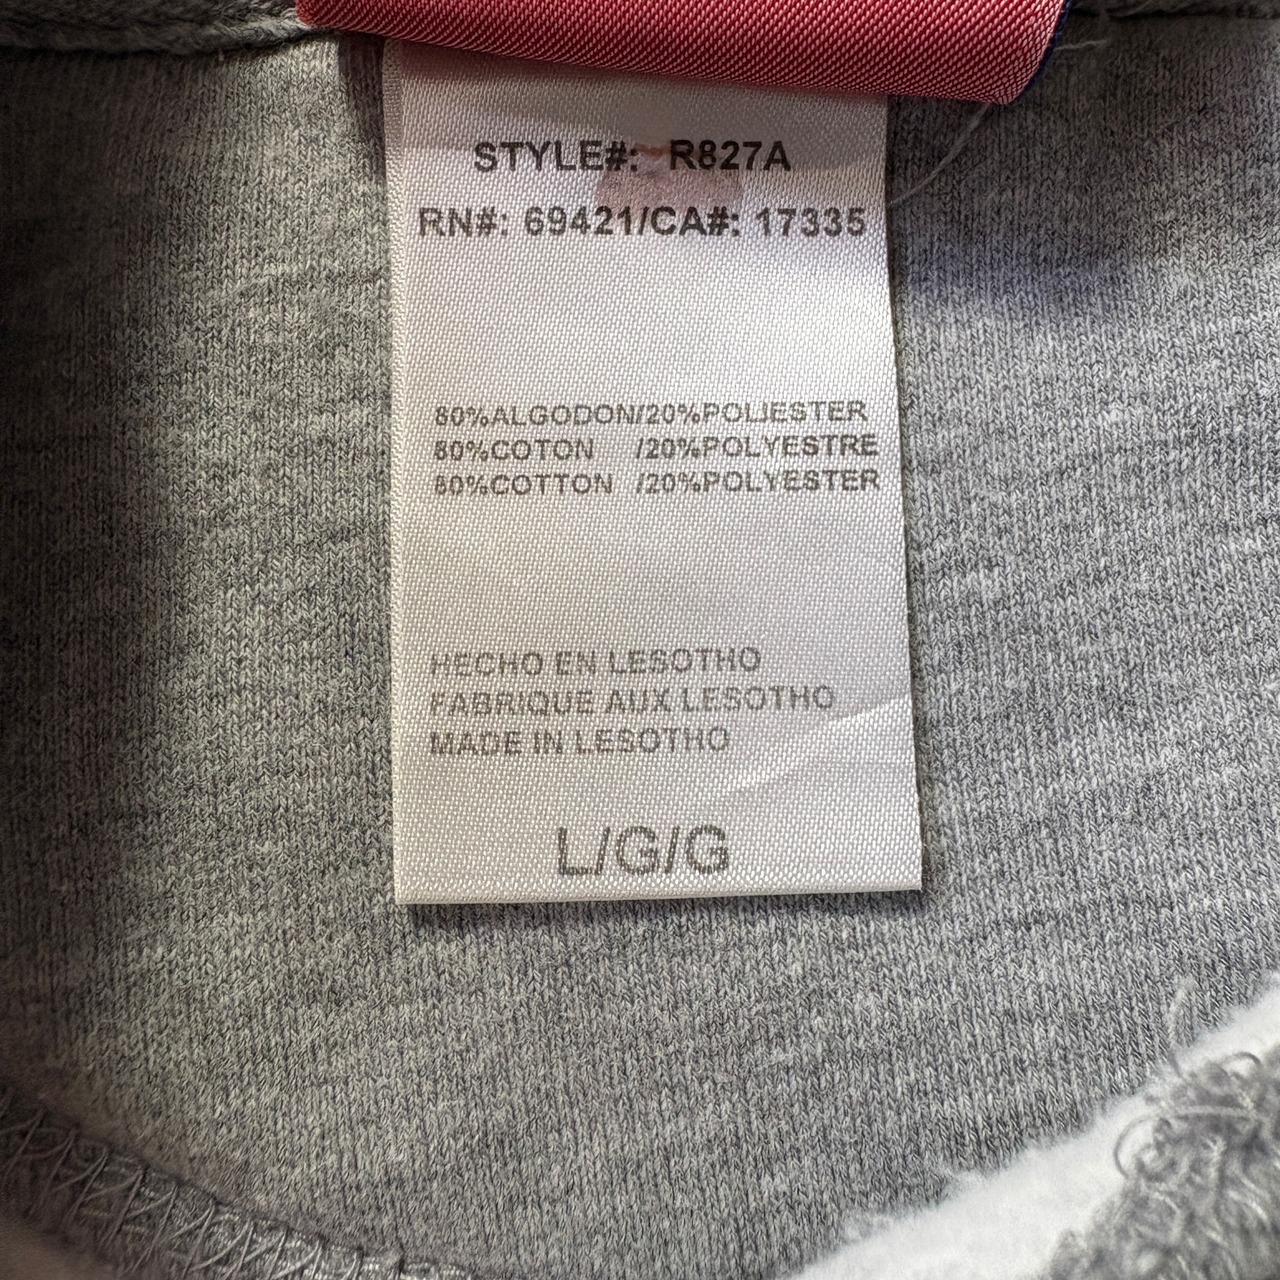 STYLE#: R827A
RN#: 69421/CA#: 17335
80%ALGODON/20%POLIESTER
80%COTON /20%POLYESTRE
80%COTTON /20%POLYESTER
HECHO EN LESOTHO
FABRIQUE AUX LESOTHO
MADE IN LESOTHO
L/G/G